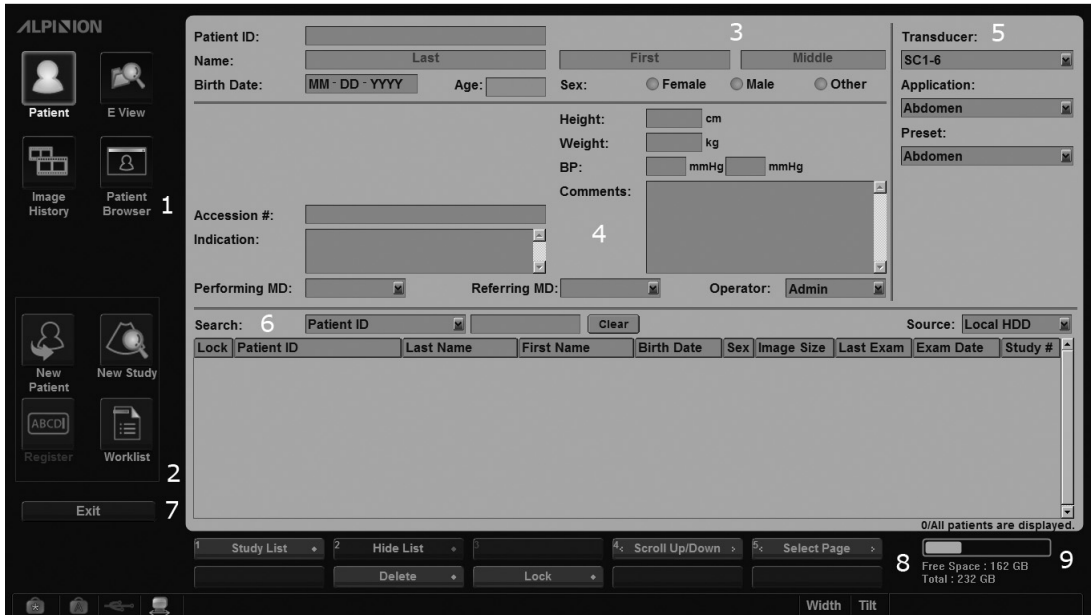 ALPINION
Patient
E View
Image History
Patient Browser
1
New Patient
New Study
ABCD
Register
Worklist
2
Exit
7
Patient ID:
3
Name: Last First Middle
Birth Date: MM - DD - YYYY Age: Sex: Female Male Other
Height: cm
Weight: kg
BP: mmHg mmHg
Comments:
Accession #:
Indication:
4
Performing MD: Referring MD: Operator: Admin
Transducer: 5
SC1-6
Application:
Abdomen
Preset:
Abdomen
Search: 6 Patient ID Clear Source: Local HDD
Lock Patient ID Last Name First Name Birth Date Sex Image Size Last Exam Exam Date Study #
0/All patients are displayed.
1 Study List 2 Hide List 3 4 < Scroll Up/Down > 5 < Select Page >
Delete Lock
8
9
Free Space : 162 GB
Total : 232 GB
Width Tilt